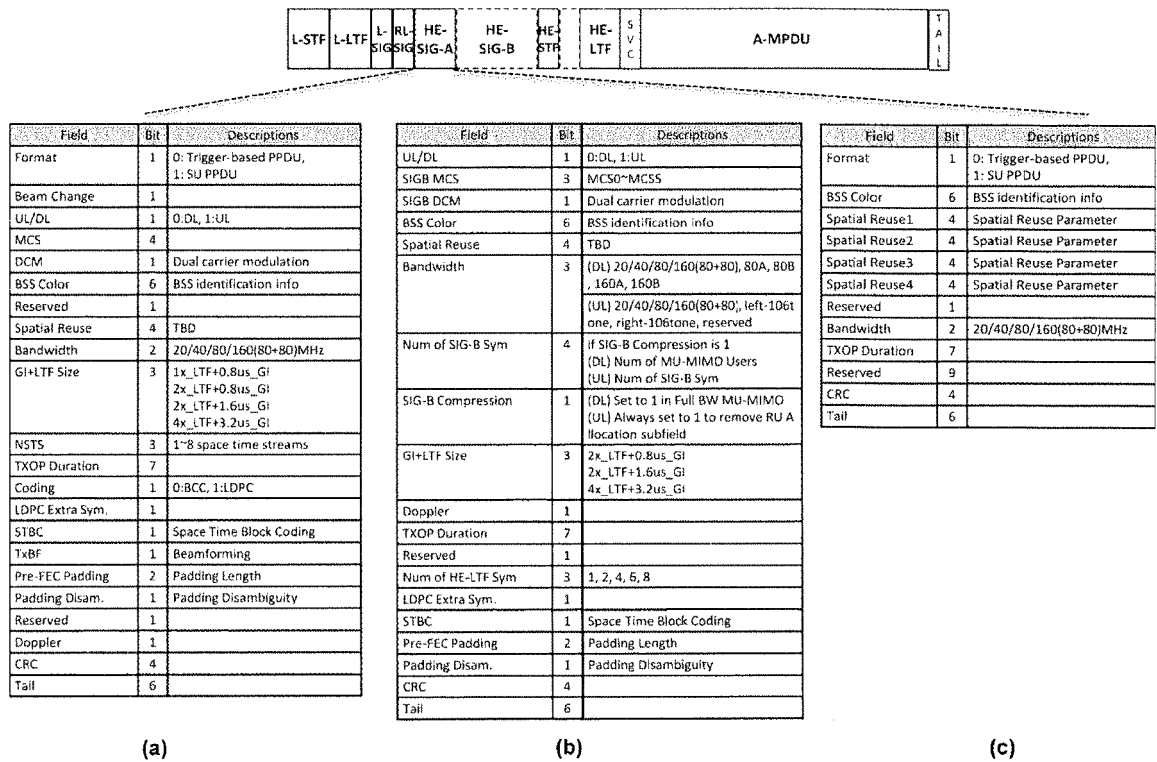 L-STF L-LTF L-SIG RL-SIG HE-SIG-A HE-SIG-B HE-STF HE-LTF SVC A-MPDU TAIL
Field Bit Descriptions
Format 1 0: Trigger-based PPDU,
1: SU PPDU
Beam Change 1
UL/DL 1 0:DL, 1:UL
MCS 4
DCM 1 Dual carrier modulation
BSS Color 6 BSS identification info
Reserved 1
Spatial Reuse 4 TBD
Bandwidth 2 20/40/80/160(80+80)MHz
GI+LTF Size 3 1x_LTF+0.8us_GI
2x_LTF+0.8us_GI
2x_LTF+1.6us_GI
4x_LTF+3.2us_GI
NSTS 3 1~8 space time streams
TXOP Duration 7
Coding 1 0:BCC, 1:LDPC
LDPC Extra Sym. 1
STBC 1 Space Time Block Coding
TxBF 1 Beamforming
Pre-FEC Padding 2 Padding Length
Padding Disam. 1 Padding Disambiguity
Reserved 1
Doppler 1
CRC 4
Tail 6
(a)
Field Bit Descriptions
UL/DL 1 0:DL, 1:UL
SIGB MCS 3 MCS0~MCS5
SIGB DCM 1 Dual carrier modulation
BSS Color 6 BSS identification info
Spatial Reuse 4 TBD
Bandwidth 3 (DL) 20/40/80/160(80+80), 80A, 80B
, 160A, 160B
(UL) 20/40/80/160(80+80), left-106t
one, right-106tone, reserved
Num of SIG-B Sym 4 if SIG-B Compression is 1
(DL) Num of MU-MIMO Users
(UL) Num of SIG-B Sym
SIG-B Compression 1 (DL) Set to 1 in Full BW MU-MIMO
(UL) Always set to 1 to remove RU A
llocation subfield
GI+LTF Size 3 2x_LTF+0.8us_GI
2x_LTF+1.6us_GI
4x_LTF+3.2us_GI
Doppler 1
TXOP Duration 7
Reserved 1
Num of HE-LTF Sym 3 1, 2, 4, 6, 8
LDPC Extra Sym. 1
STBC 1 Space Time Block Coding
Pre-FEC Padding 2 Padding Length
Padding Disam. 1 Padding Disambiguity
CRC 4
Tail 6
(b)
Field Bit Descriptions
Format 1 0: Trigger-based PPDU,
1: SU PPDU
BSS Color 6 BSS identification info
Spatial Reuse1 4 Spatial Reuse Parameter
Spatial Reuse2 4 Spatial Reuse Parameter
Spatial Reuse3 4 Spatial Reuse Parameter
Spatial Reuse4 4 Spatial Reuse Parameter
Reserved 1
Bandwidth 2 20/40/80/160(80+80)MHz
TXOP Duration 7
Reserved 9
CRC 4
Tail 6
(c)